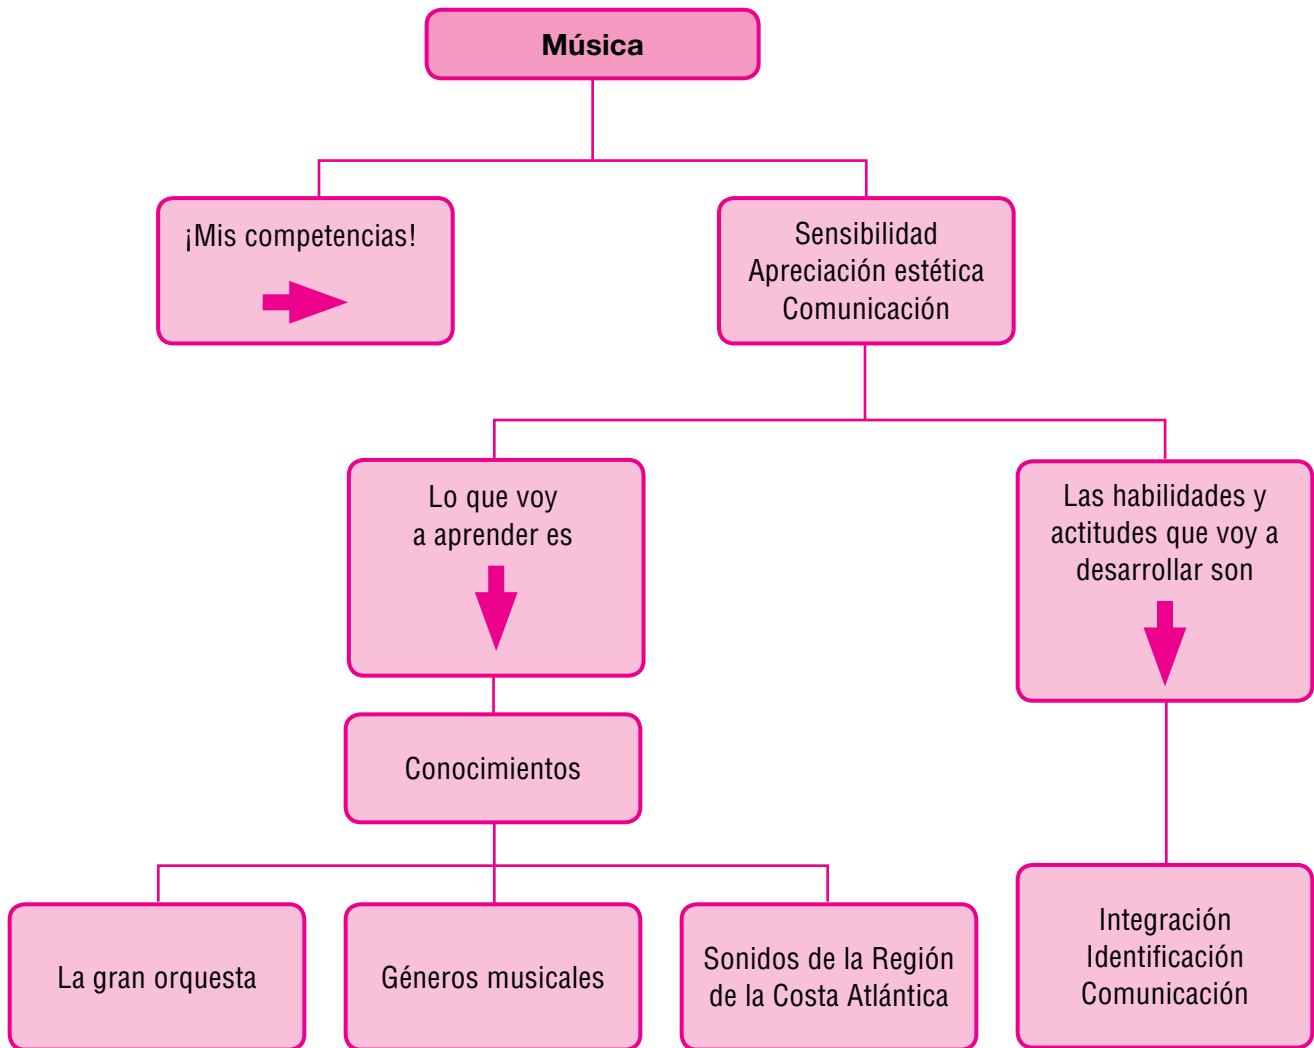 Música
¡Mis competencias!
Sensibilidad
Apreciación estética
Comunicación
Lo que voy
a aprender es
Las habilidades y
actitudes que voy a
desarrollar son
Conocimientos
La gran orquesta
Géneros musicales
Sonidos de la Región
de la Costa Atlántica
Integración
Identificación
Comunicación